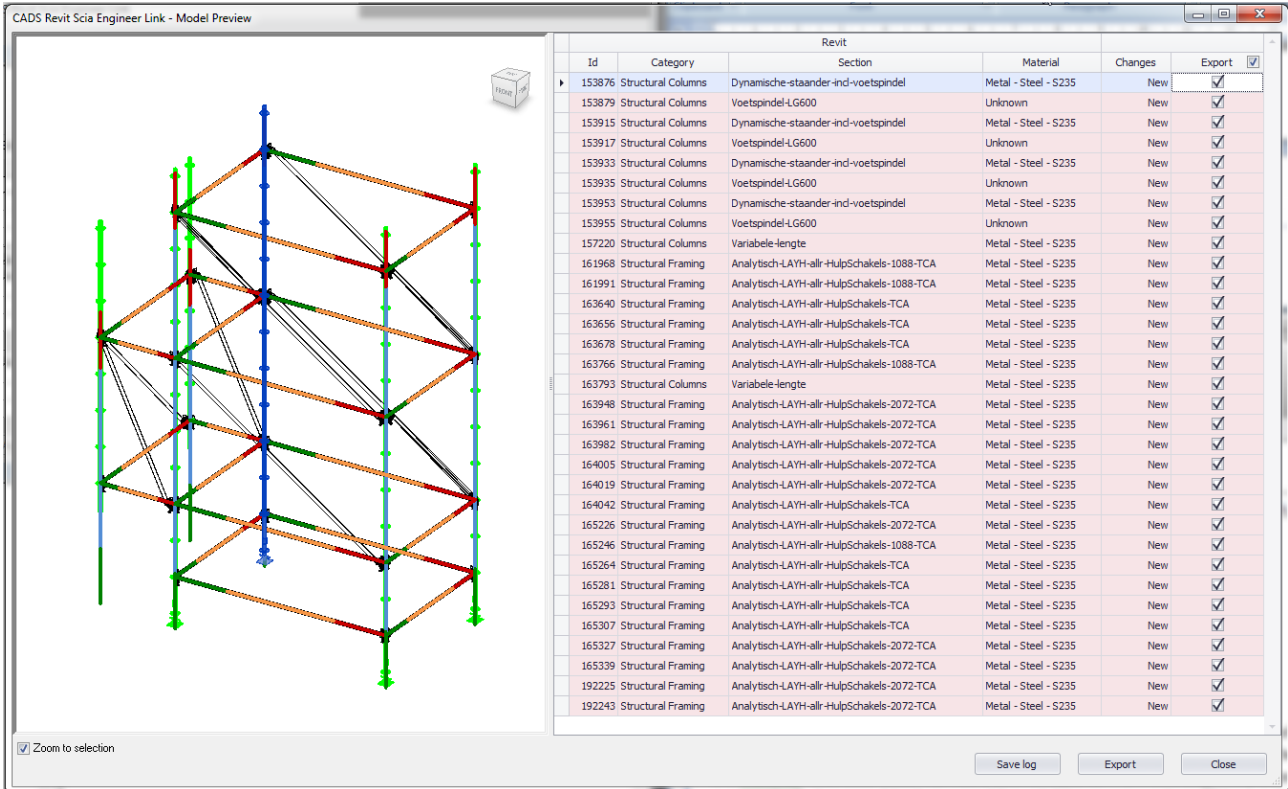 CADS Revit Scia Engineer Link - Model Preview
FRONT
Revit
Id Category Section Material Changes Export
153876 Structural Columns Dynamische-staander-incl-voetspindel Metal - Steel - S235 New
153879 Structural Columns Voetspindel-LG600 Unknown New
153915 Structural Columns Dynamische-staander-incl-voetspindel Metal - Steel - S235 New
153917 Structural Columns Voetspindel-LG600 Unknown New
153933 Structural Columns Dynamische-staander-incl-voetspindel Metal - Steel - S235 New
153935 Structural Columns Voetspindel-LG600 Unknown New
153953 Structural Columns Dynamische-staander-incl-voetspindel Metal - Steel - S235 New
153955 Structural Columns Voetspindel-LG600 Unknown New
157220 Structural Columns Variabele-lengte Metal - Steel - S235 New
161968 Structural Framing Analytisch-LAYH-allr-HulpSchakels-1088-TCA Metal - Steel - S235 New
161991 Structural Framing Analytisch-LAYH-allr-HulpSchakels-1088-TCA Metal - Steel - S235 New
163640 Structural Framing Analytisch-LAYH-allr-HulpSchakels-TCA Metal - Steel - S235 New
163656 Structural Framing Analytisch-LAYH-allr-HulpSchakels-TCA Metal - Steel - S235 New
163678 Structural Framing Analytisch-LAYH-allr-HulpSchakels-TCA Metal - Steel - S235 New
163766 Structural Framing Analytisch-LAYH-allr-HulpSchakels-1088-TCA Metal - Steel - S235 New
163793 Structural Columns Variabele-lengte Metal - Steel - S235 New
163948 Structural Framing Analytisch-LAYH-allr-HulpSchakels-2072-TCA Metal - Steel - S235 New
163961 Structural Framing Analytisch-LAYH-allr-HulpSchakels-2072-TCA Metal - Steel - S235 New
163982 Structural Framing Analytisch-LAYH-allr-HulpSchakels-2072-TCA Metal - Steel - S235 New
164005 Structural Framing Analytisch-LAYH-allr-HulpSchakels-2072-TCA Metal - Steel - S235 New
164019 Structural Framing Analytisch-LAYH-allr-HulpSchakels-2072-TCA Metal - Steel - S235 New
164042 Structural Framing Analytisch-LAYH-allr-HulpSchakels-TCA Metal - Steel - S235 New
165226 Structural Framing Analytisch-LAYH-allr-HulpSchakels-2072-TCA Metal - Steel - S235 New
165246 Structural Framing Analytisch-LAYH-allr-HulpSchakels-1088-TCA Metal - Steel - S235 New
165264 Structural Framing Analytisch-LAYH-allr-HulpSchakels-TCA Metal - Steel - S235 New
165281 Structural Framing Analytisch-LAYH-allr-HulpSchakels-TCA Metal - Steel - S235 New
165293 Structural Framing Analytisch-LAYH-allr-HulpSchakels-TCA Metal - Steel - S235 New
165307 Structural Framing Analytisch-LAYH-allr-HulpSchakels-TCA Metal - Steel - S235 New
165327 Structural Framing Analytisch-LAYH-allr-HulpSchakels-2072-TCA Metal - Steel - S235 New
165339 Structural Framing Analytisch-LAYH-allr-HulpSchakels-2072-TCA Metal - Steel - S235 New
192225 Structural Framing Analytisch-LAYH-allr-HulpSchakels-2072-TCA Metal - Steel - S235 New
192243 Structural Framing Analytisch-LAYH-allr-HulpSchakels-2072-TCA Metal - Steel - S235 New
Zoom to selection
Save log Export Close